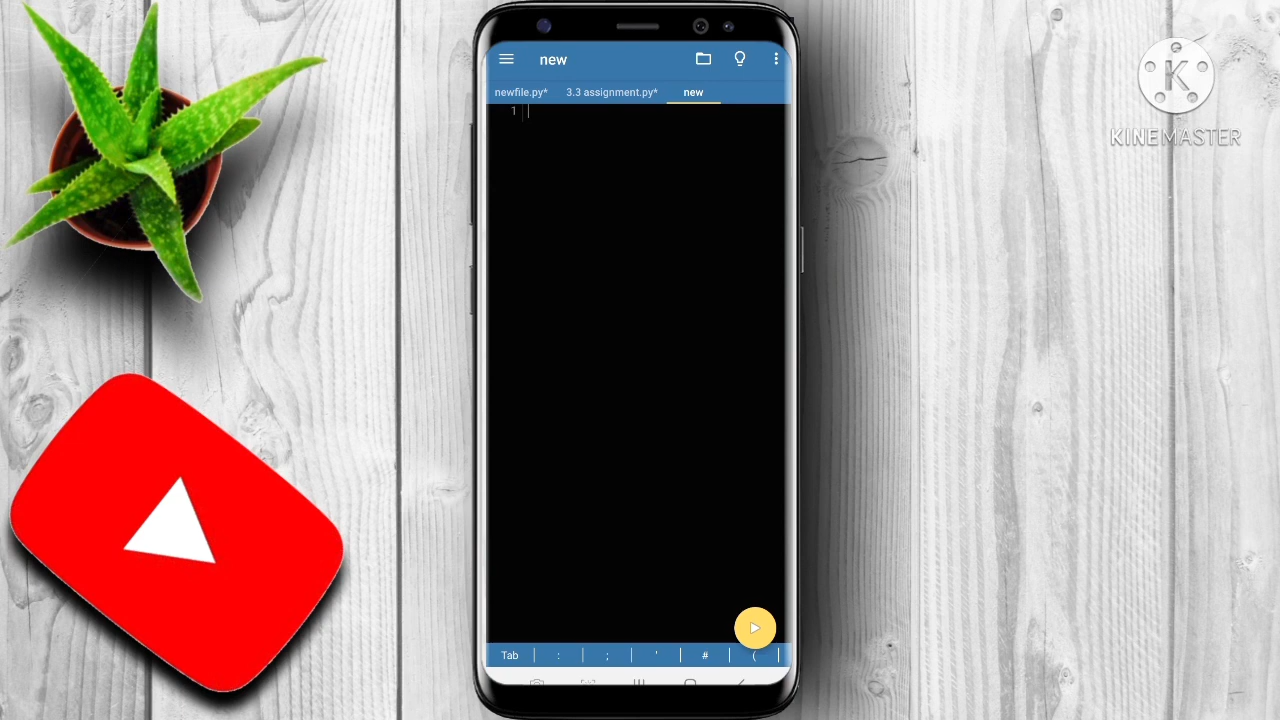 new
newfile.py* 3.3 assignment.py* new
1
Tab : ; ' # (
K
KINEMASTER